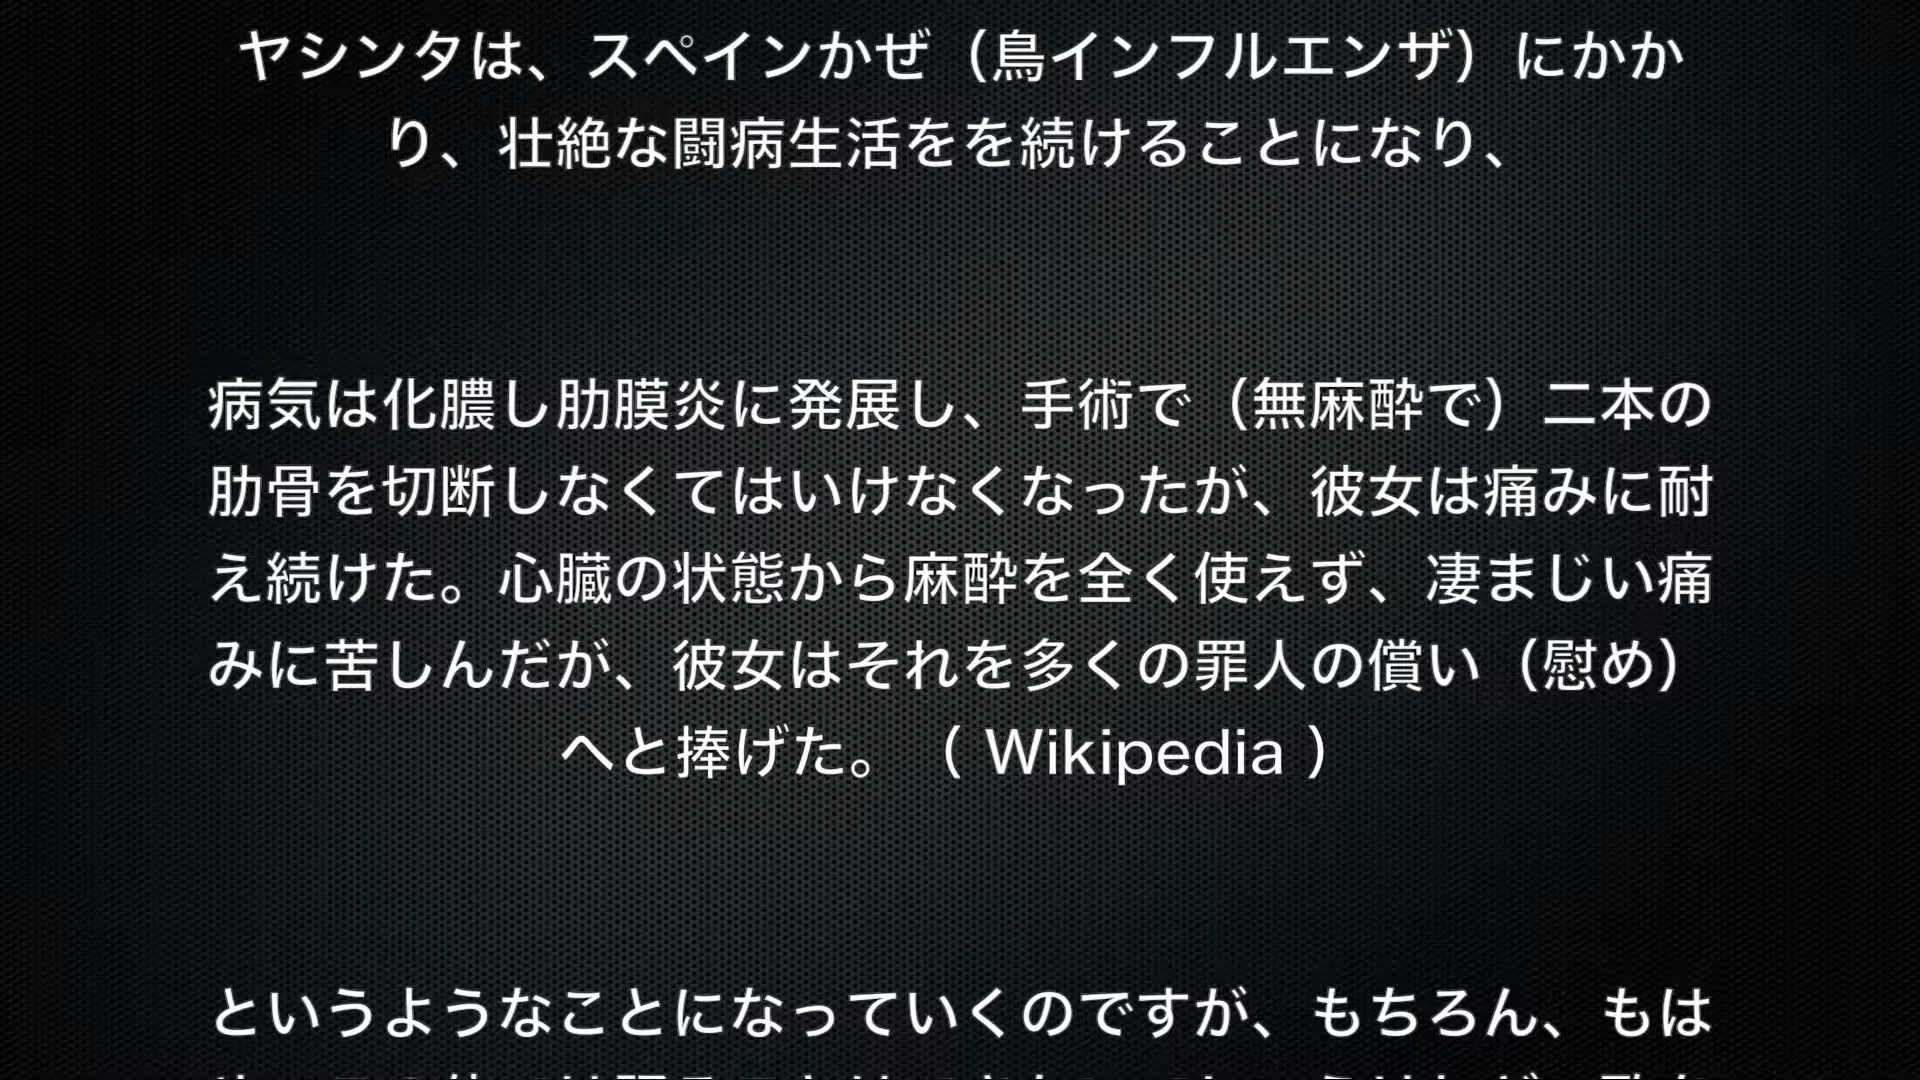 ヤシンタは、スペインかぜ（鳥インフルエンザ）にかか
り、壮絶な闘病生活をを続けることになり、
病気は化膿し肋膜炎に発展し、手術で（無麻酔で）二本の
肋骨を切断しなくてはいけなくなったが、彼女は痛みに耐
え続けた。心臓の状態から麻酔を全く使えず、凄まじい痛
みに苦しんだが、彼女はそれを多くの罪人の償い（慰め）
へと捧げた。（ Wikipedia ）
というようなことになっていくのですが、もちろん、もは